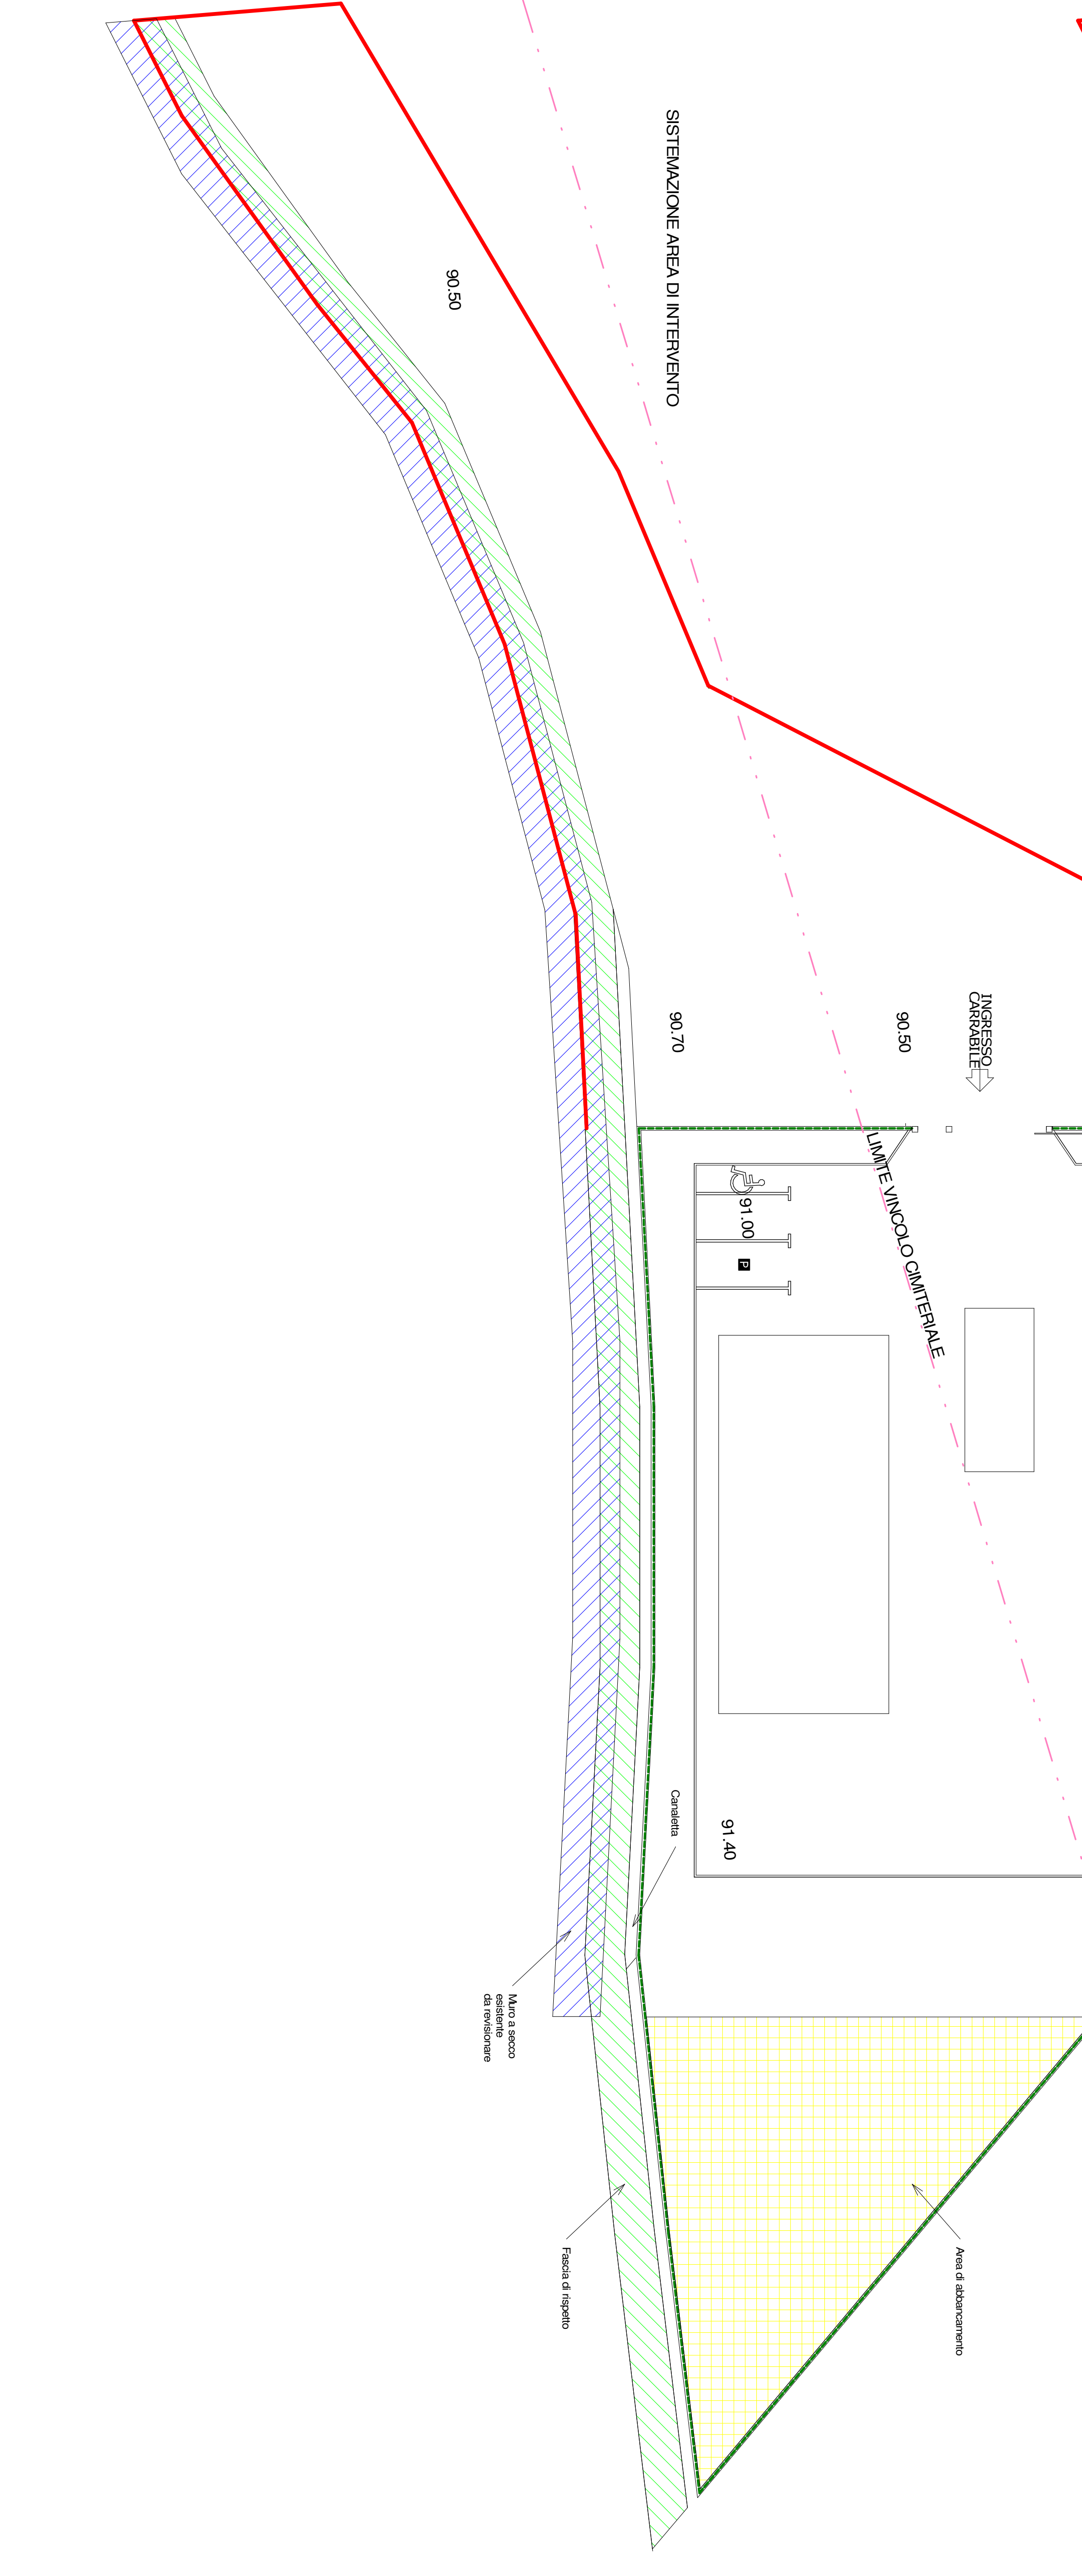 SISTEMAZIONE AREA DI INTERVENTO
90.50
INGRESSO
CARRABILE
90.50
90.70
LIMITE VINCOLO CIMITERIALE
91.00
P
91.40
Canaletta
Muro a secco
esistente
da revisionare
Area di abbancamento
Fascia di rispetto